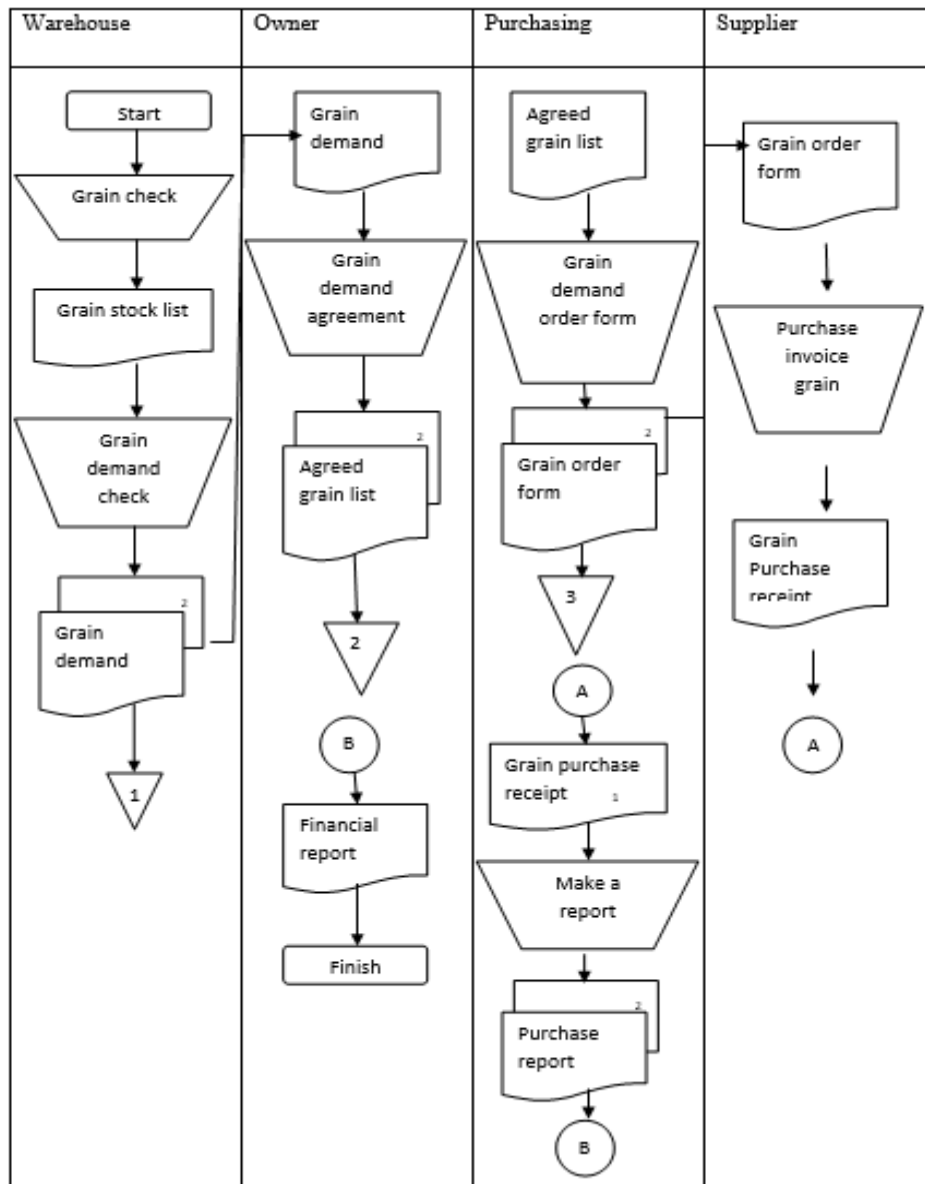 Warehouse
Owner
Purchasing
Supplier
Start
Grain check
Grain stock list
Grain
demand
check
2
Grain
demand
1
Grain
demand
Grain
demand
agreement
2
Agreed
grain list
2
B
Financial
report
Finish
Agreed
grain list
Grain
demand
order form
2
Grain order
form
3
A
Grain purchase
receipt
1
Make a
report
2
Purchase
report
B
Grain order
form
Purchase
invoice
grain
Grain
Purchase
receipt
A